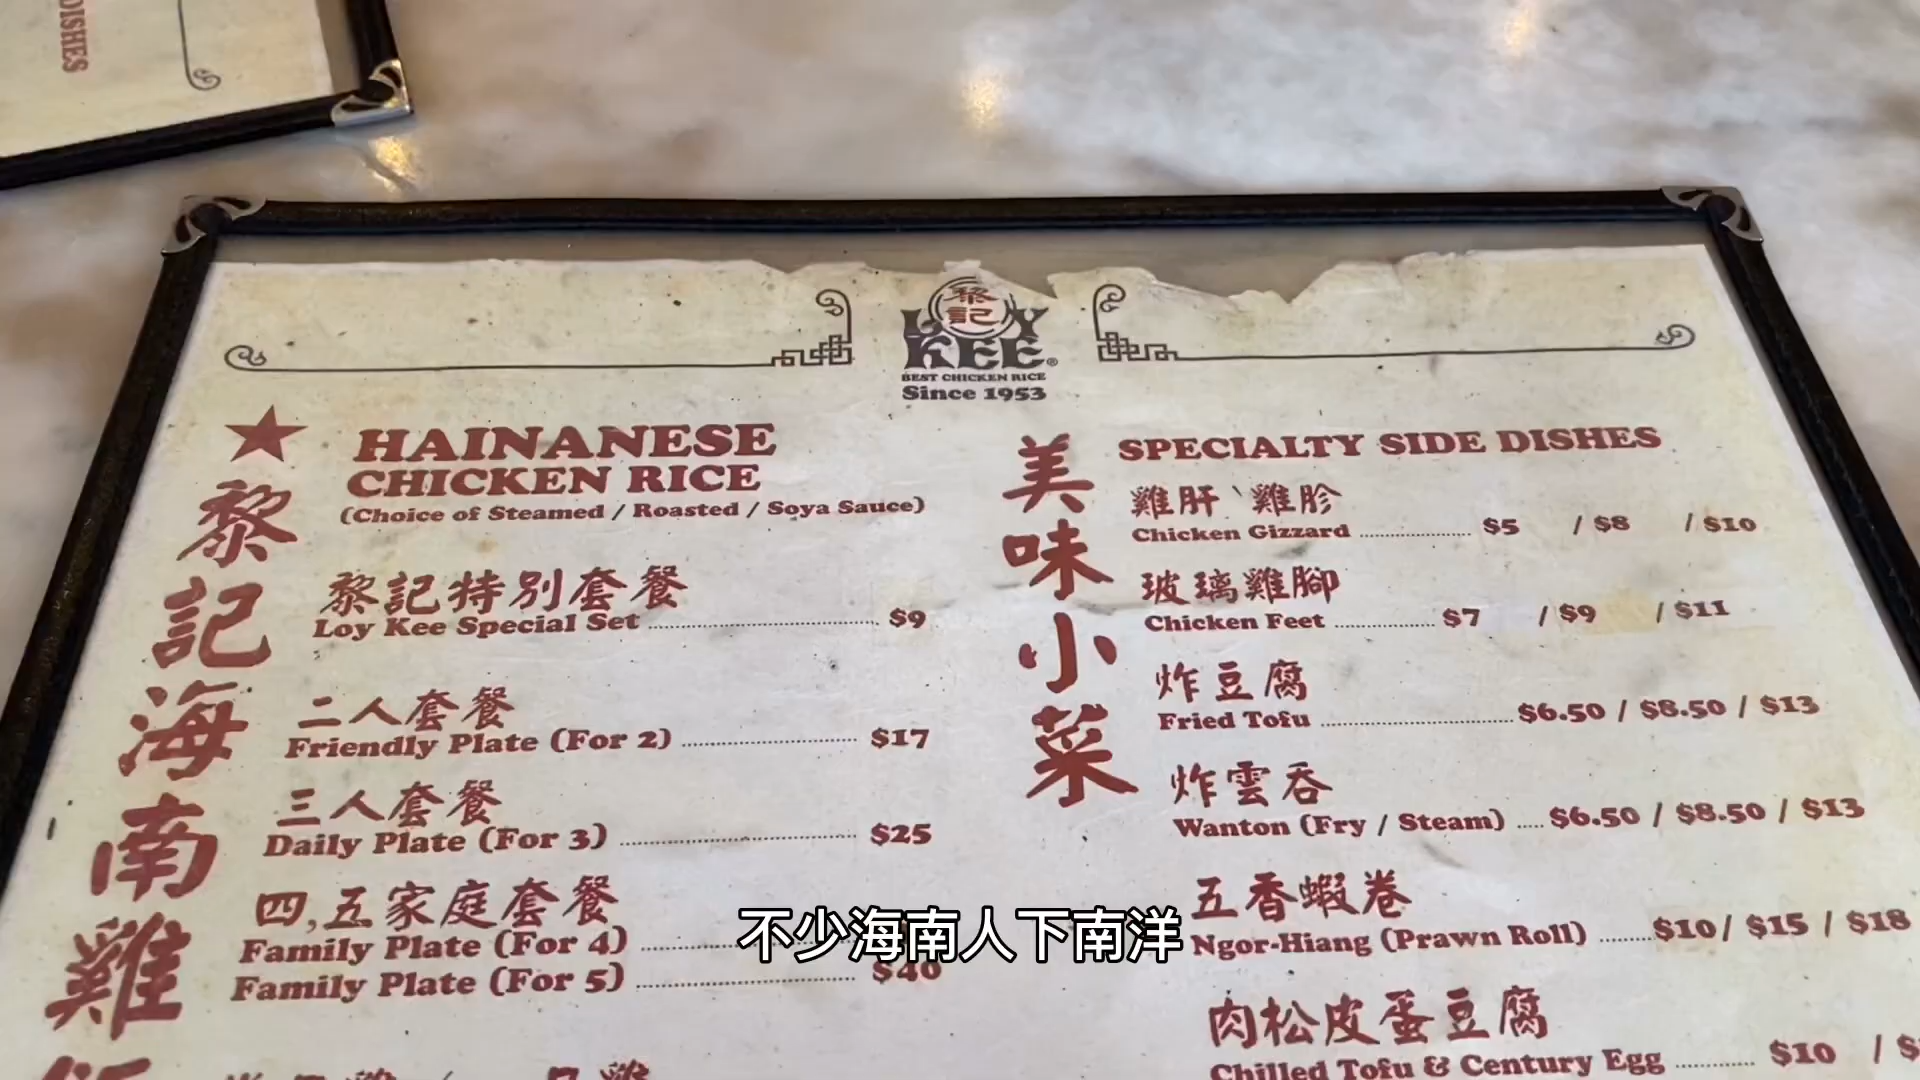 DISHES
黎記
LOY KEE®
BEST CHICKEN RICE
Since 1953
★ 黎記海南雞飯
HAINANESE
CHICKEN RICE
(Choice of Steamed / Roasted / Soya Sauce)
黎記特別套餐
Loy Kee Special Set ........ $9
二人套餐
Friendly Plate (For 2) ........ $17
三人套餐
Daily Plate (For 3) ........ $25
四,五家庭套餐
Family Plate (For 4) ........
Family Plate (For 5) ........ $40
美味小菜
SPECIALTY SIDE DISHES
雞肝、雞胗
Chicken Gizzard ........ $5 / $8 / $10
玻璃雞腳
Chicken Feet ........ $7 / $9 / $11
炸豆腐
Fried Tofu ........ $6.50 / $8.50 / $13
炸雲吞
Wanton (Fry / Steam) .... $6.50 / $8.50 / $13
五香蝦卷
Ngor-Hiang (Prawn Roll) ........ $10 / $15 / $18
肉松皮蛋豆腐
Chilled Tofu & Century Egg ........ $10 /
不少海南人下南洋